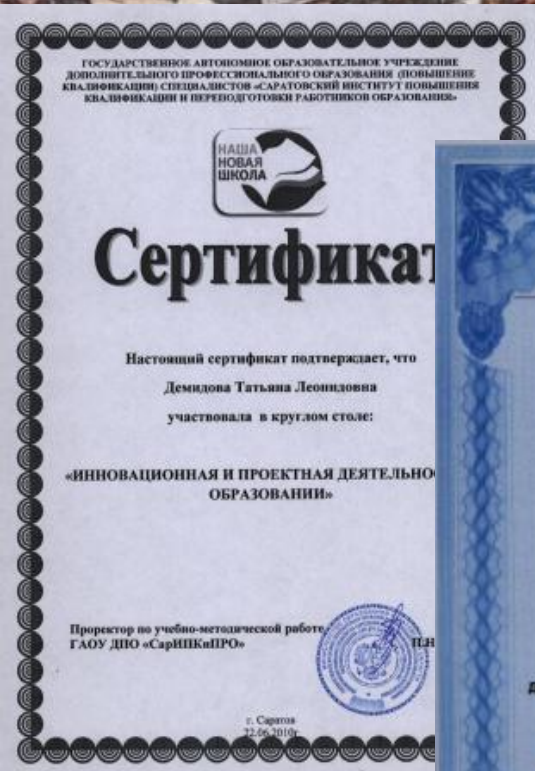 ГОСУДАРСТВЕННОЕ АВТОНОМНОЕ ОБРАЗОВАТЕЛЬНОЕ УЧРЕЖДЕНИЕ
ДОПОЛНИТЕЛЬНОГО ПРОФЕССИОНАЛЬНОГО ОБРАЗОВАНИЯ (ПОВЫШЕНИЕ
КВАЛИФИКАЦИИ) СПЕЦИАЛИСТОВ «САРАТОВСКИЙ ИНСТИТУТ ПОВЫШЕНИЯ
КВАЛИФИКАЦИИ И ПЕРЕПОДГОТОВКИ РАБОТНИКОВ ОБРАЗОВАНИЯ»
НАША
НОВАЯ
ШКОЛА
Сертификат
Настоящий сертификат подтверждает, что
Демидова Татьяна Леонидовна
участвовала в круглом столе:
«ИННОВАЦИОННАЯ И ПРОЕКТНАЯ ДЕЯТЕЛЬНО
ОБРАЗОВАНИИ»
Проректор по учебно-методической работе
ГАОУ ДПО «СарИПКиПРО»
г. Саратов
22.06.2010г